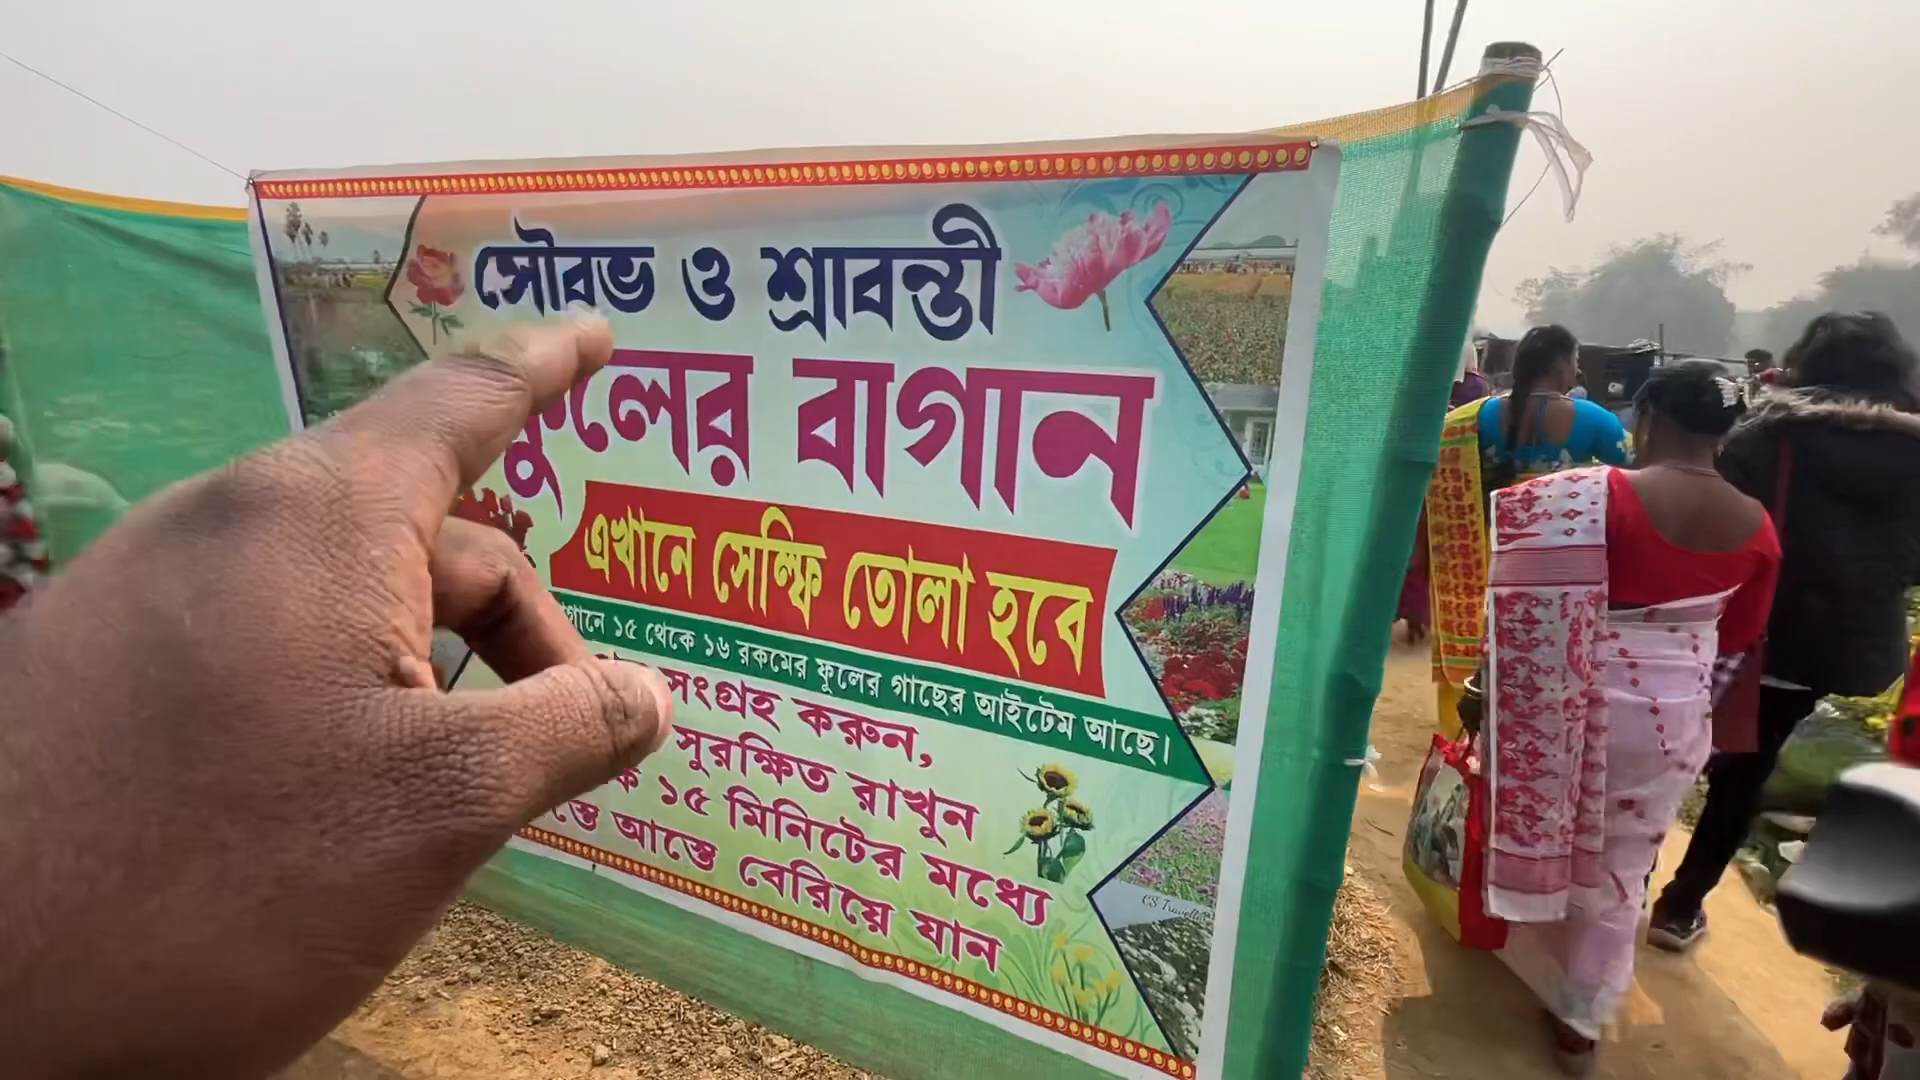 সৌরভ ও শ্রাবন্তী
ফুলের বাগান
এখানে সেল্ফি তোলা হবে
১৫ থেকে ১৬ রকমের ফুলের গাছের আইটেম আছে।
সংগ্রহ করুন,
সুরক্ষিত রাখুন
১৫ মিনিটের মধ্যে
আস্তে বেরিয়ে যান